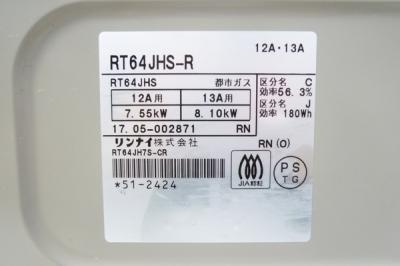 12A・13A
RT64JHS-R
RT64JHS 都市ガス
区分名 C
効率56.3%
12A用 13A用
7.55kW 8.10kW
区分名 J
効率 180Wh
17.05-002871 RN
リンナイ株式会社 RN(O)
RT64JH7S-CR
*51-2424
JIA認証
PS
TG